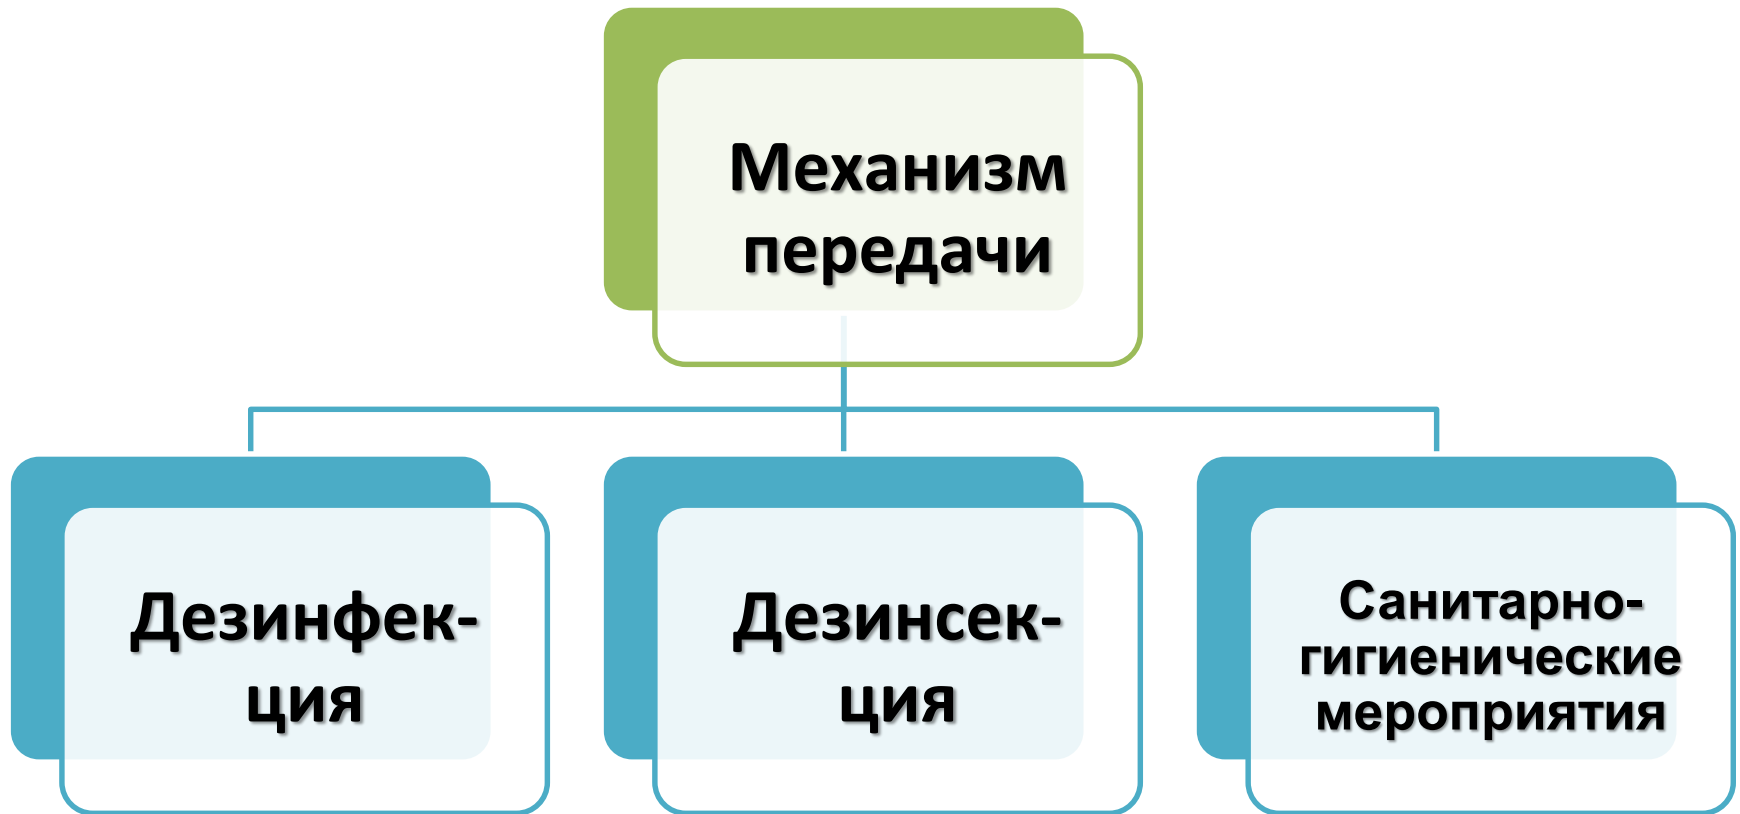 Механизм
передачи
Дезинфек-
ция
Дезинсек-
ция
Санитарно-
гигиенические
мероприятия